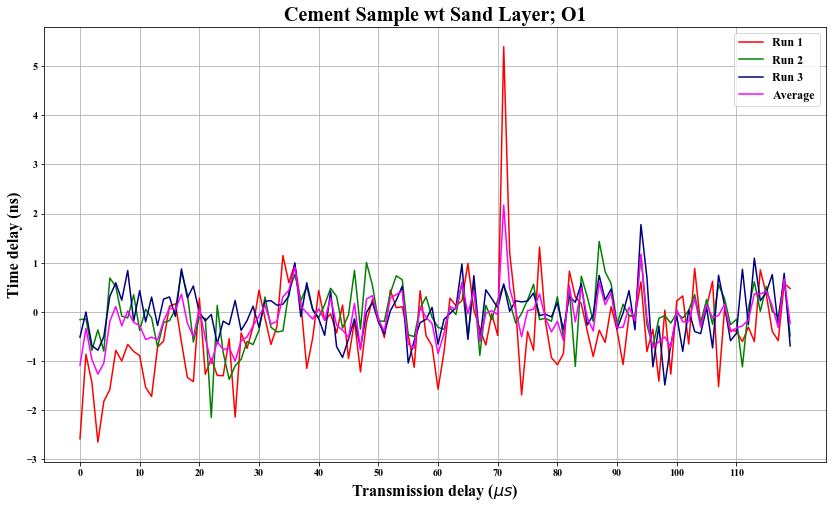 Cement Sample wt Sand Layer; O1
Run 1
Run 2
Run 3
Average
Time delay (ns)
5
4
3
2
1
0
−1
−2
−3
0 10 20 30 40 50 60 70 80 90 100 110
Transmission delay (μs)